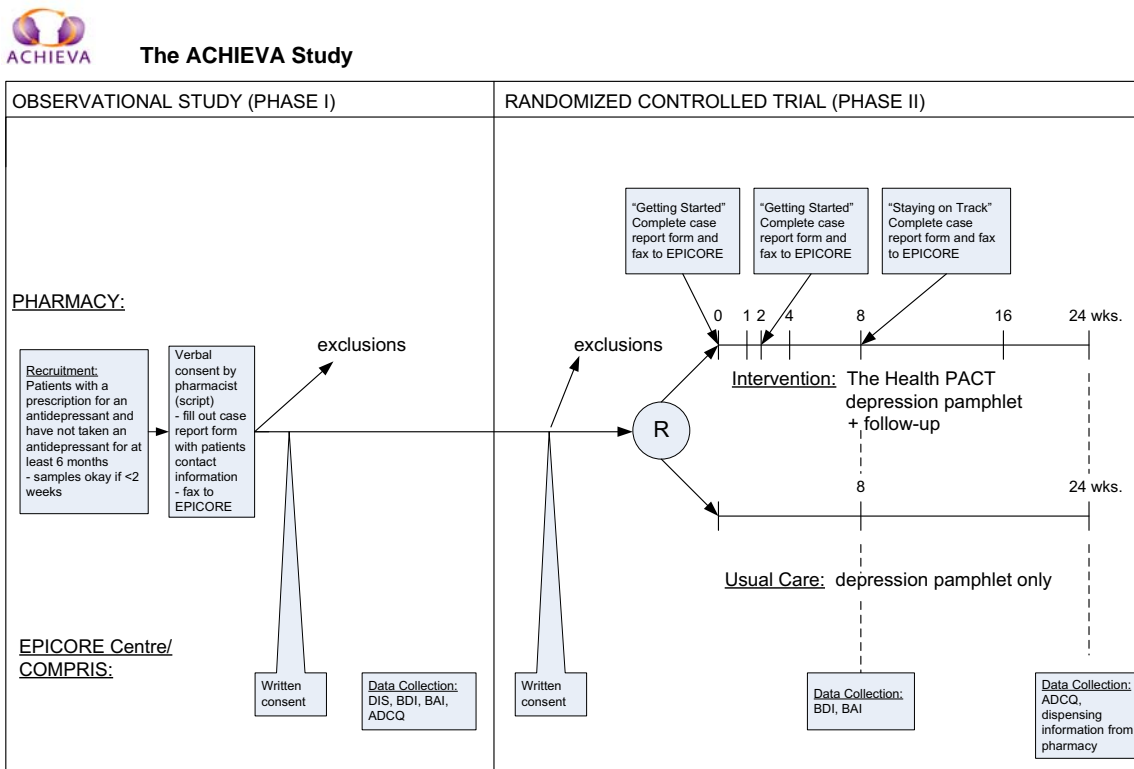 ACHIEVA
The ACHIEVA Study
OBSERVATIONAL STUDY (PHASE I)
RANDOMIZED CONTROLLED TRIAL (PHASE II)
"Getting Started"
Complete case
report form and
fax to EPICORE
"Getting Started"
Complete case
report form and
fax to EPICORE
"Staying on Track"
Complete case
report form and fax
to EPICORE
PHARMACY:
0 1 2 4 8 16 24 wks.
Recruitment:
Patients with a
prescription for an
antidepressant and
have not taken an
antidepressant for at
least 6 months
- samples okay if <2
weeks
Verbal
consent by
pharmacist
(script)
- fill out case
report form
with patients
contact
information
- fax to
EPICORE
exclusions
exclusions
R
Intervention: The Health PACT
depression pamphlet
+ follow-up
8 24 wks.
Usual Care: depression pamphlet only
EPICORE Centre/
COMPRIS:
Written
consent
Data Collection:
DIS, BDI, BAI,
ADCQ
Written
consent
Data Collection:
BDI, BAI
Data Collection:
ADCQ,
dispensing
information from
pharmacy